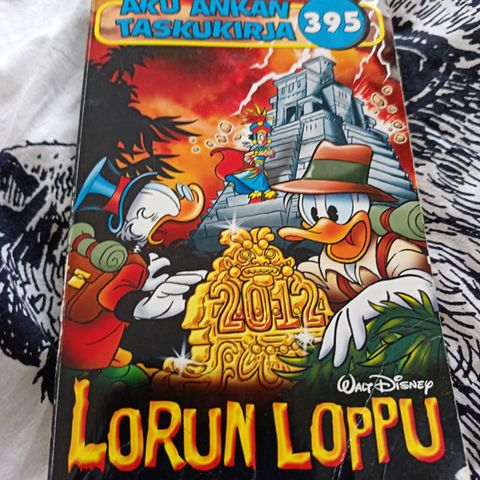 AKU ANKAN
TASKUKIRJA
395
2012
WALT DISNEY
LORUN LOPPU